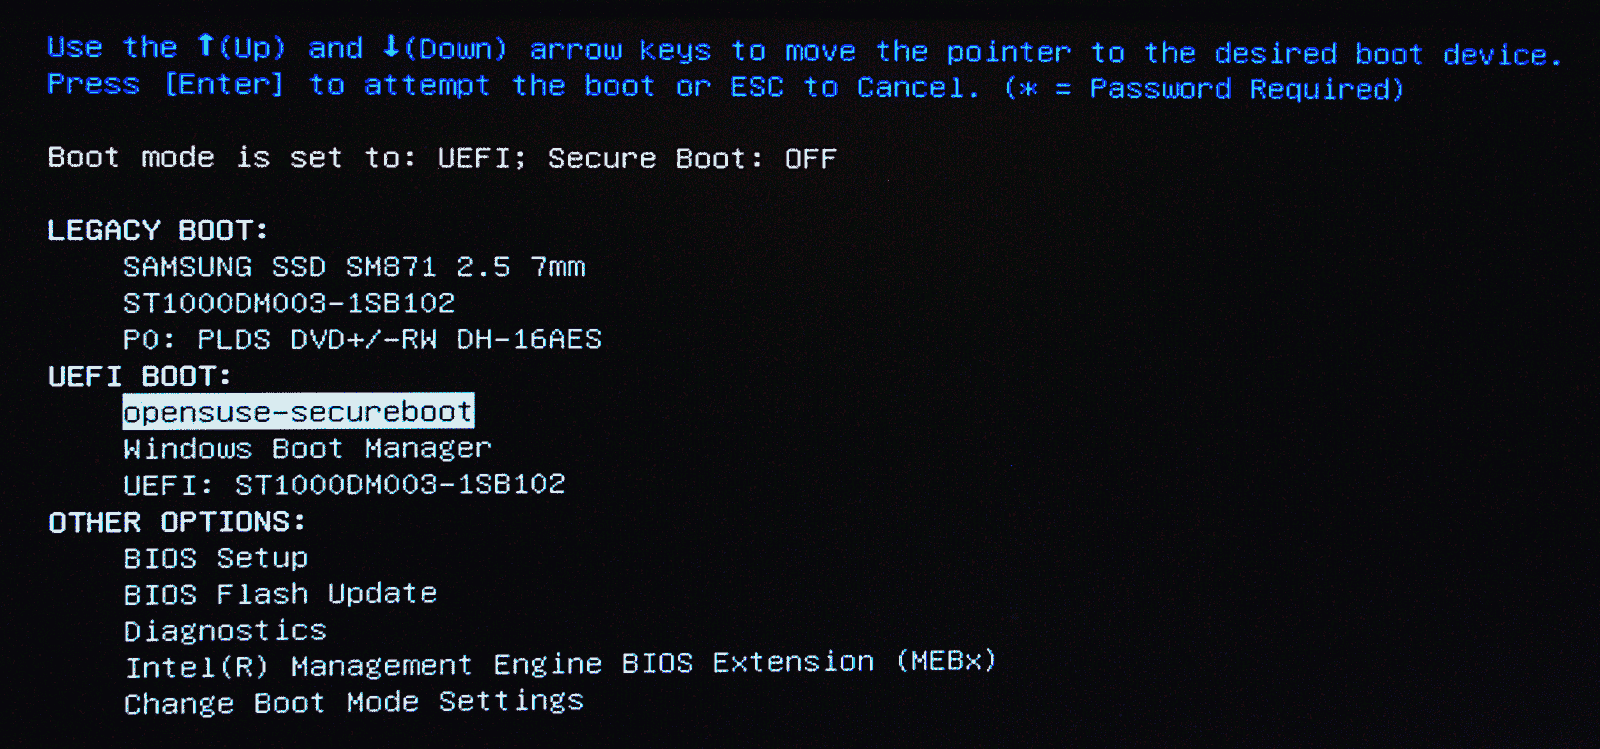 Use the ↑(Up) and ↓(Down) arrow keys to move the pointer to the desired boot device.
Press [Enter] to attempt the boot or ESC to Cancel. (* = Password Required)
Boot mode is set to: UEFI; Secure Boot: OFF
LEGACY BOOT:
SAMSUNG SSD SM871 2.5 7mm
ST1000DM003-1SB102
P0: PLDS DVD+/-RW DH-16AES
UEFI BOOT:
opensuse-secureboot
Windows Boot Manager
UEFI: ST1000DM003-1SB102
OTHER OPTIONS:
BIOS Setup
BIOS Flash Update
Diagnostics
Intel(R) Management Engine BIOS Extension (MEBx)
Change Boot Mode Settings